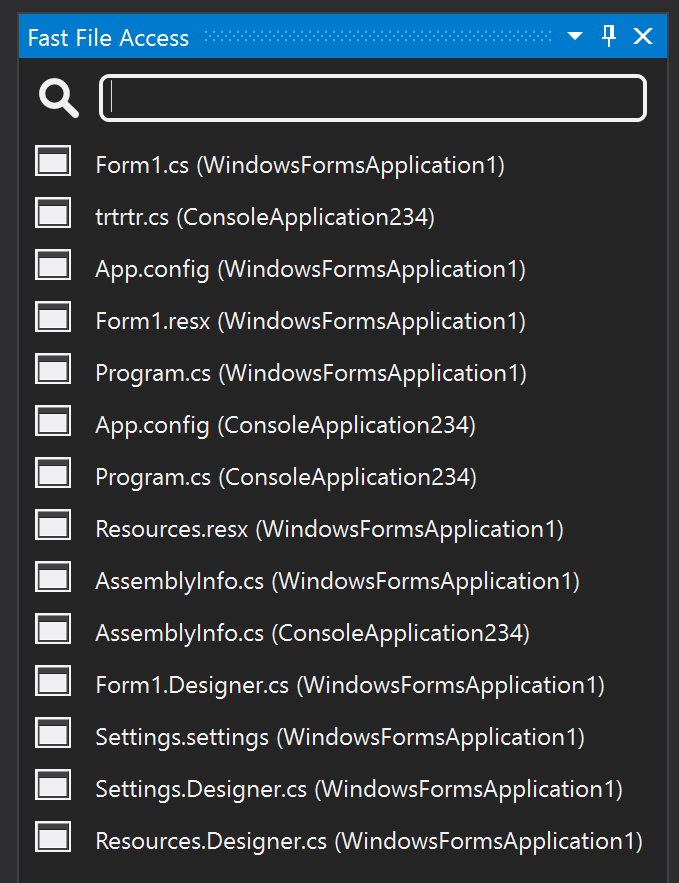 Fast File Access
Form1.cs (WindowsFormsApplication1)
trtrtr.cs (ConsoleApplication234)
App.config (WindowsFormsApplication1)
Form1.resx (WindowsFormsApplication1)
Program.cs (WindowsFormsApplication1)
App.config (ConsoleApplication234)
Program.cs (ConsoleApplication234)
Resources.resx (WindowsFormsApplication1)
AssemblyInfo.cs (WindowsFormsApplication1)
AssemblyInfo.cs (ConsoleApplication234)
Form1.Designer.cs (WindowsFormsApplication1)
Settings.settings (WindowsFormsApplication1)
Settings.Designer.cs (WindowsFormsApplication1)
Resources.Designer.cs (WindowsFormsApplication1)